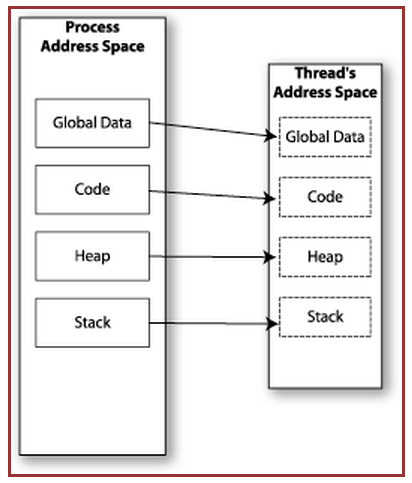 Process
Address Space
Global Data
Code
Heap
Stack
Thread's
Address Space
Global Data
Code
Heap
Stack